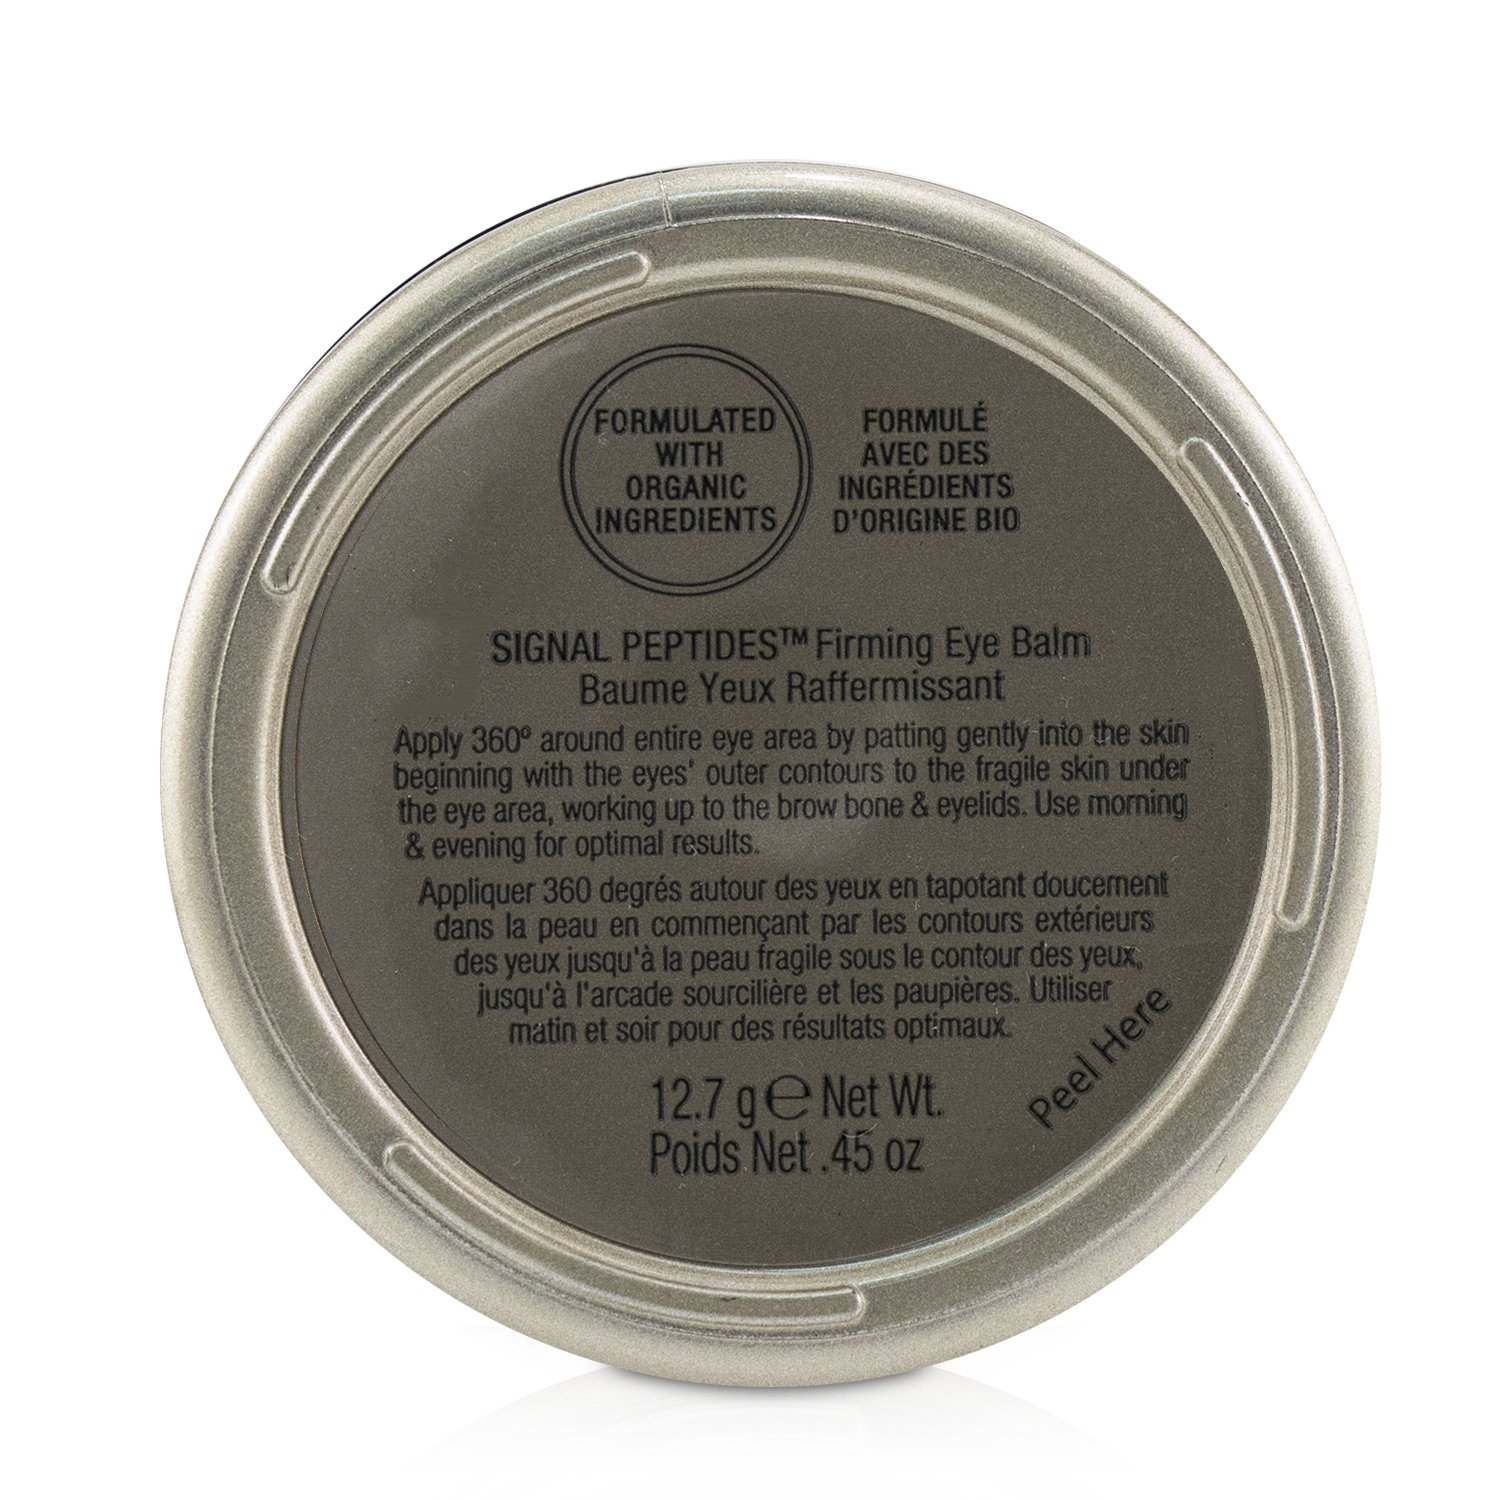 FORMULATED
WITH
ORGANIC
INGREDIENTS
FORMULÉ
AVEC DES
INGRÉDIENTS
D'ORIGINE BIO
SIGNAL PEPTIDES™ Firming Eye Balm
Baume Yeux Raffermissant
Apply 360º around entire eye area by patting gently into the skin
beginning with the eyes' outer contours to the fragile skin under
the eye area, working up to the brow bone & eyelids. Use morning
& evening for optimal results.
Appliquer 360 degrés autour des yeux en tapotant doucement
dans la peau en commençant par les contours extérieurs
des yeux jusqu'à la peau fragile sous le contour des yeux,
jusqu'à l'arcade sourcilière et les paupières. Utiliser
matin et soir pour des résultats optimaux.
12.7 g ℮ Net Wt.
Poids Net .45 oz
Peel Here